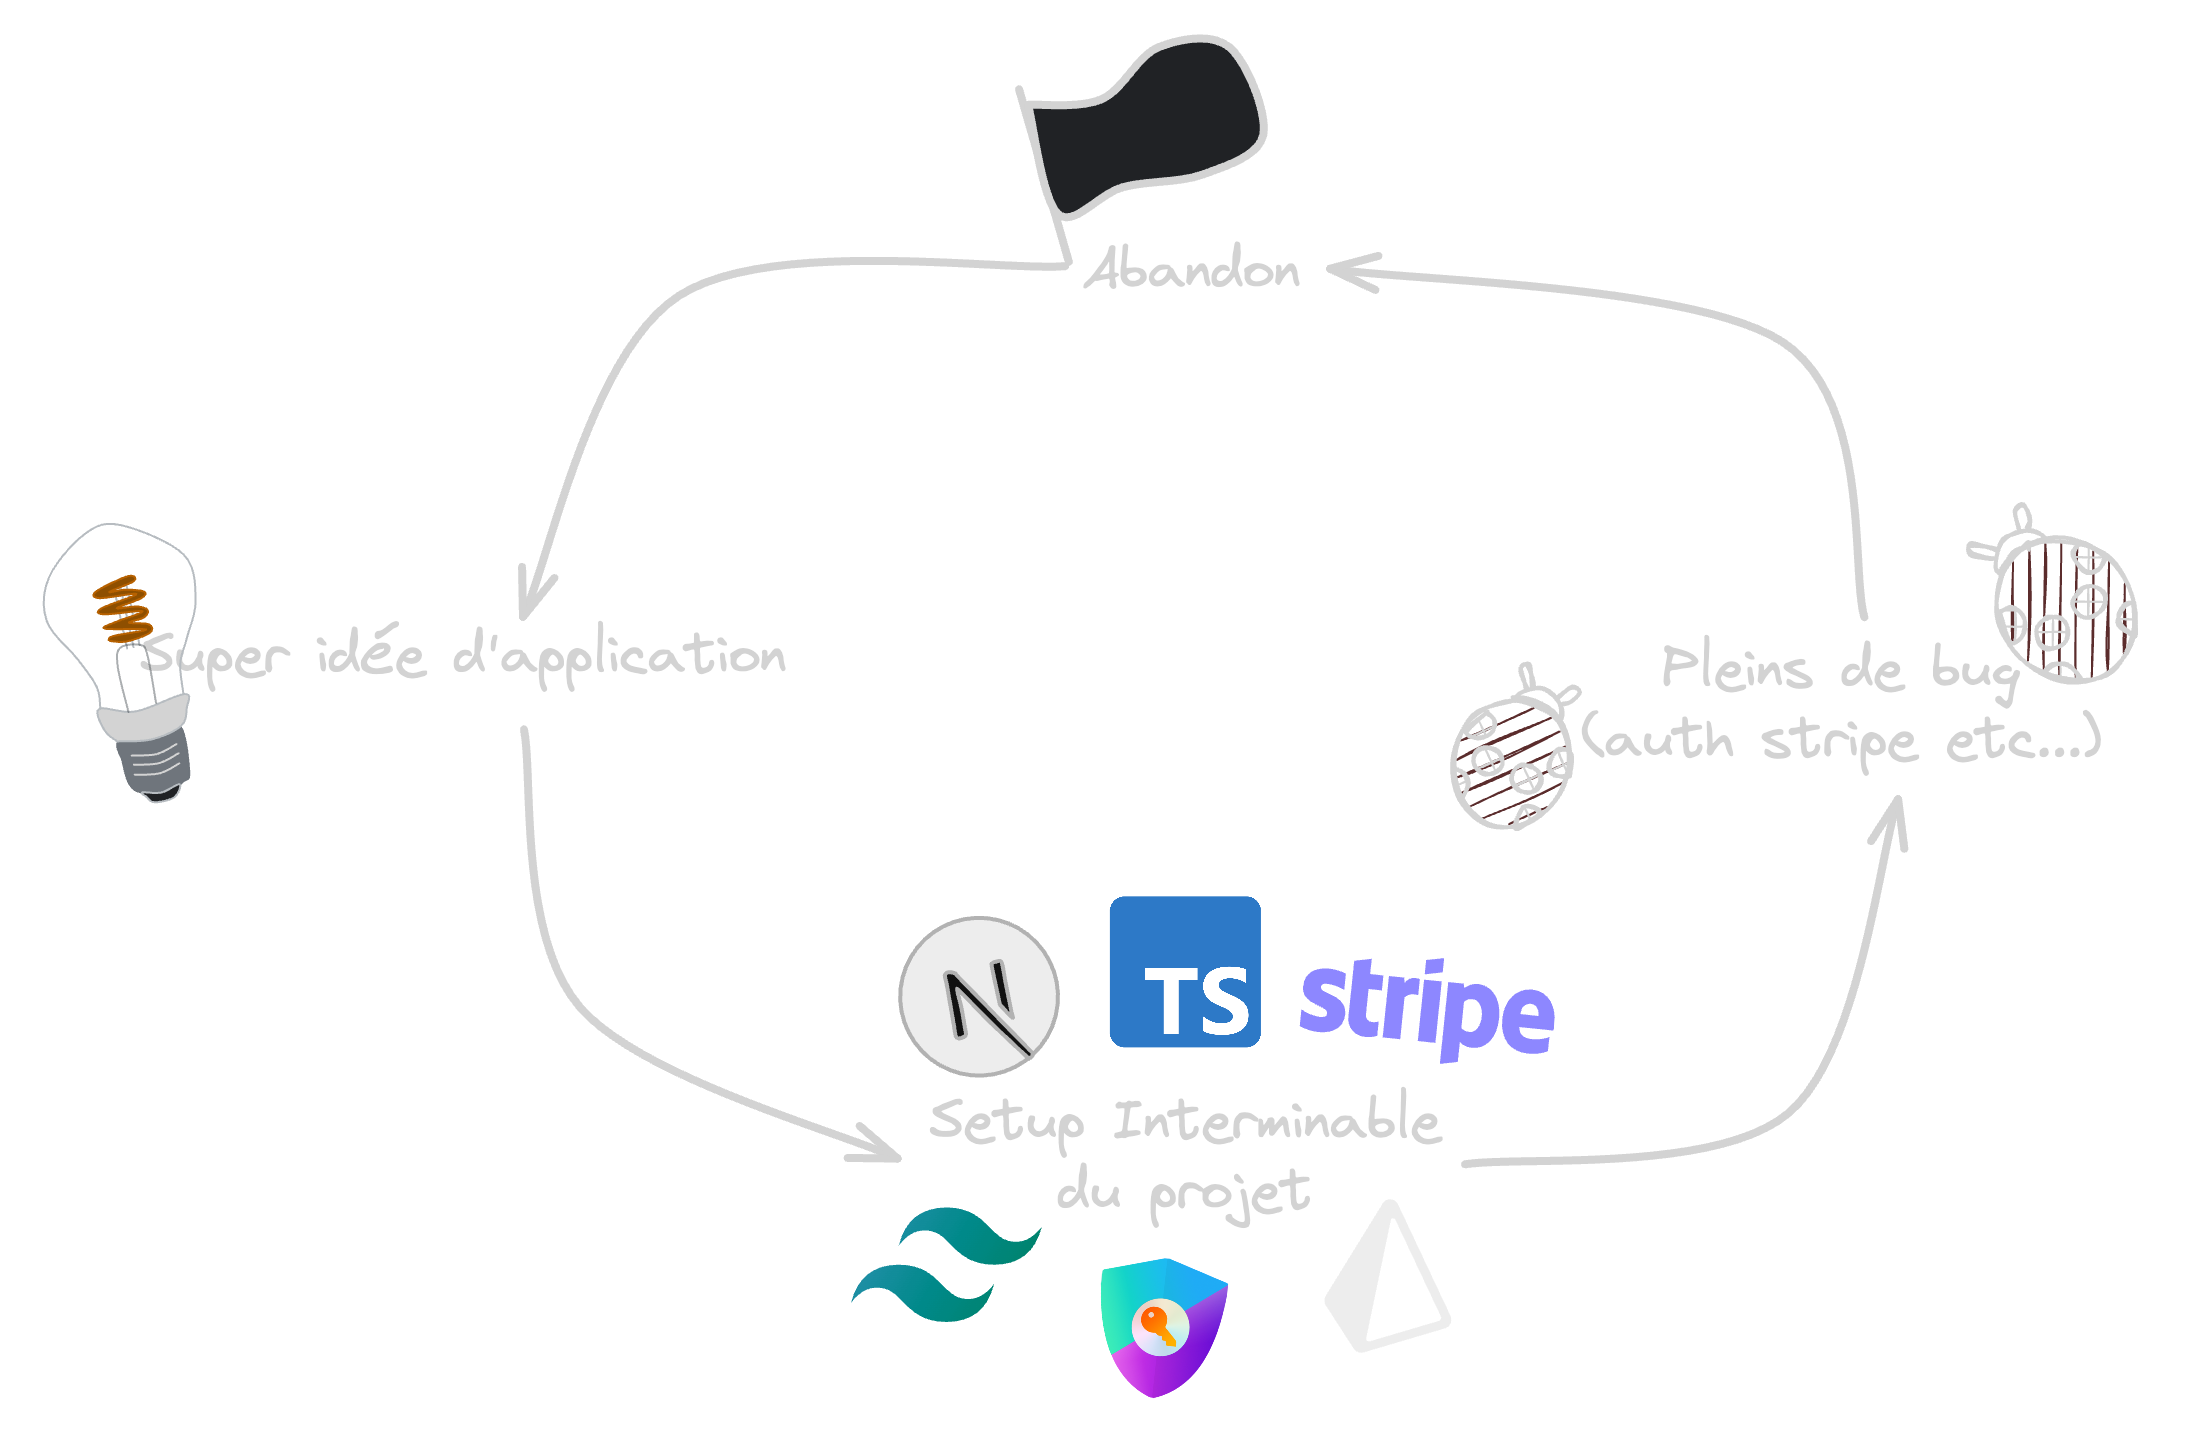 Abandon
Super idée d'application
Pleins de bug
(auth stripe etc...)
TS
stripe
Setup Interminable
du projet